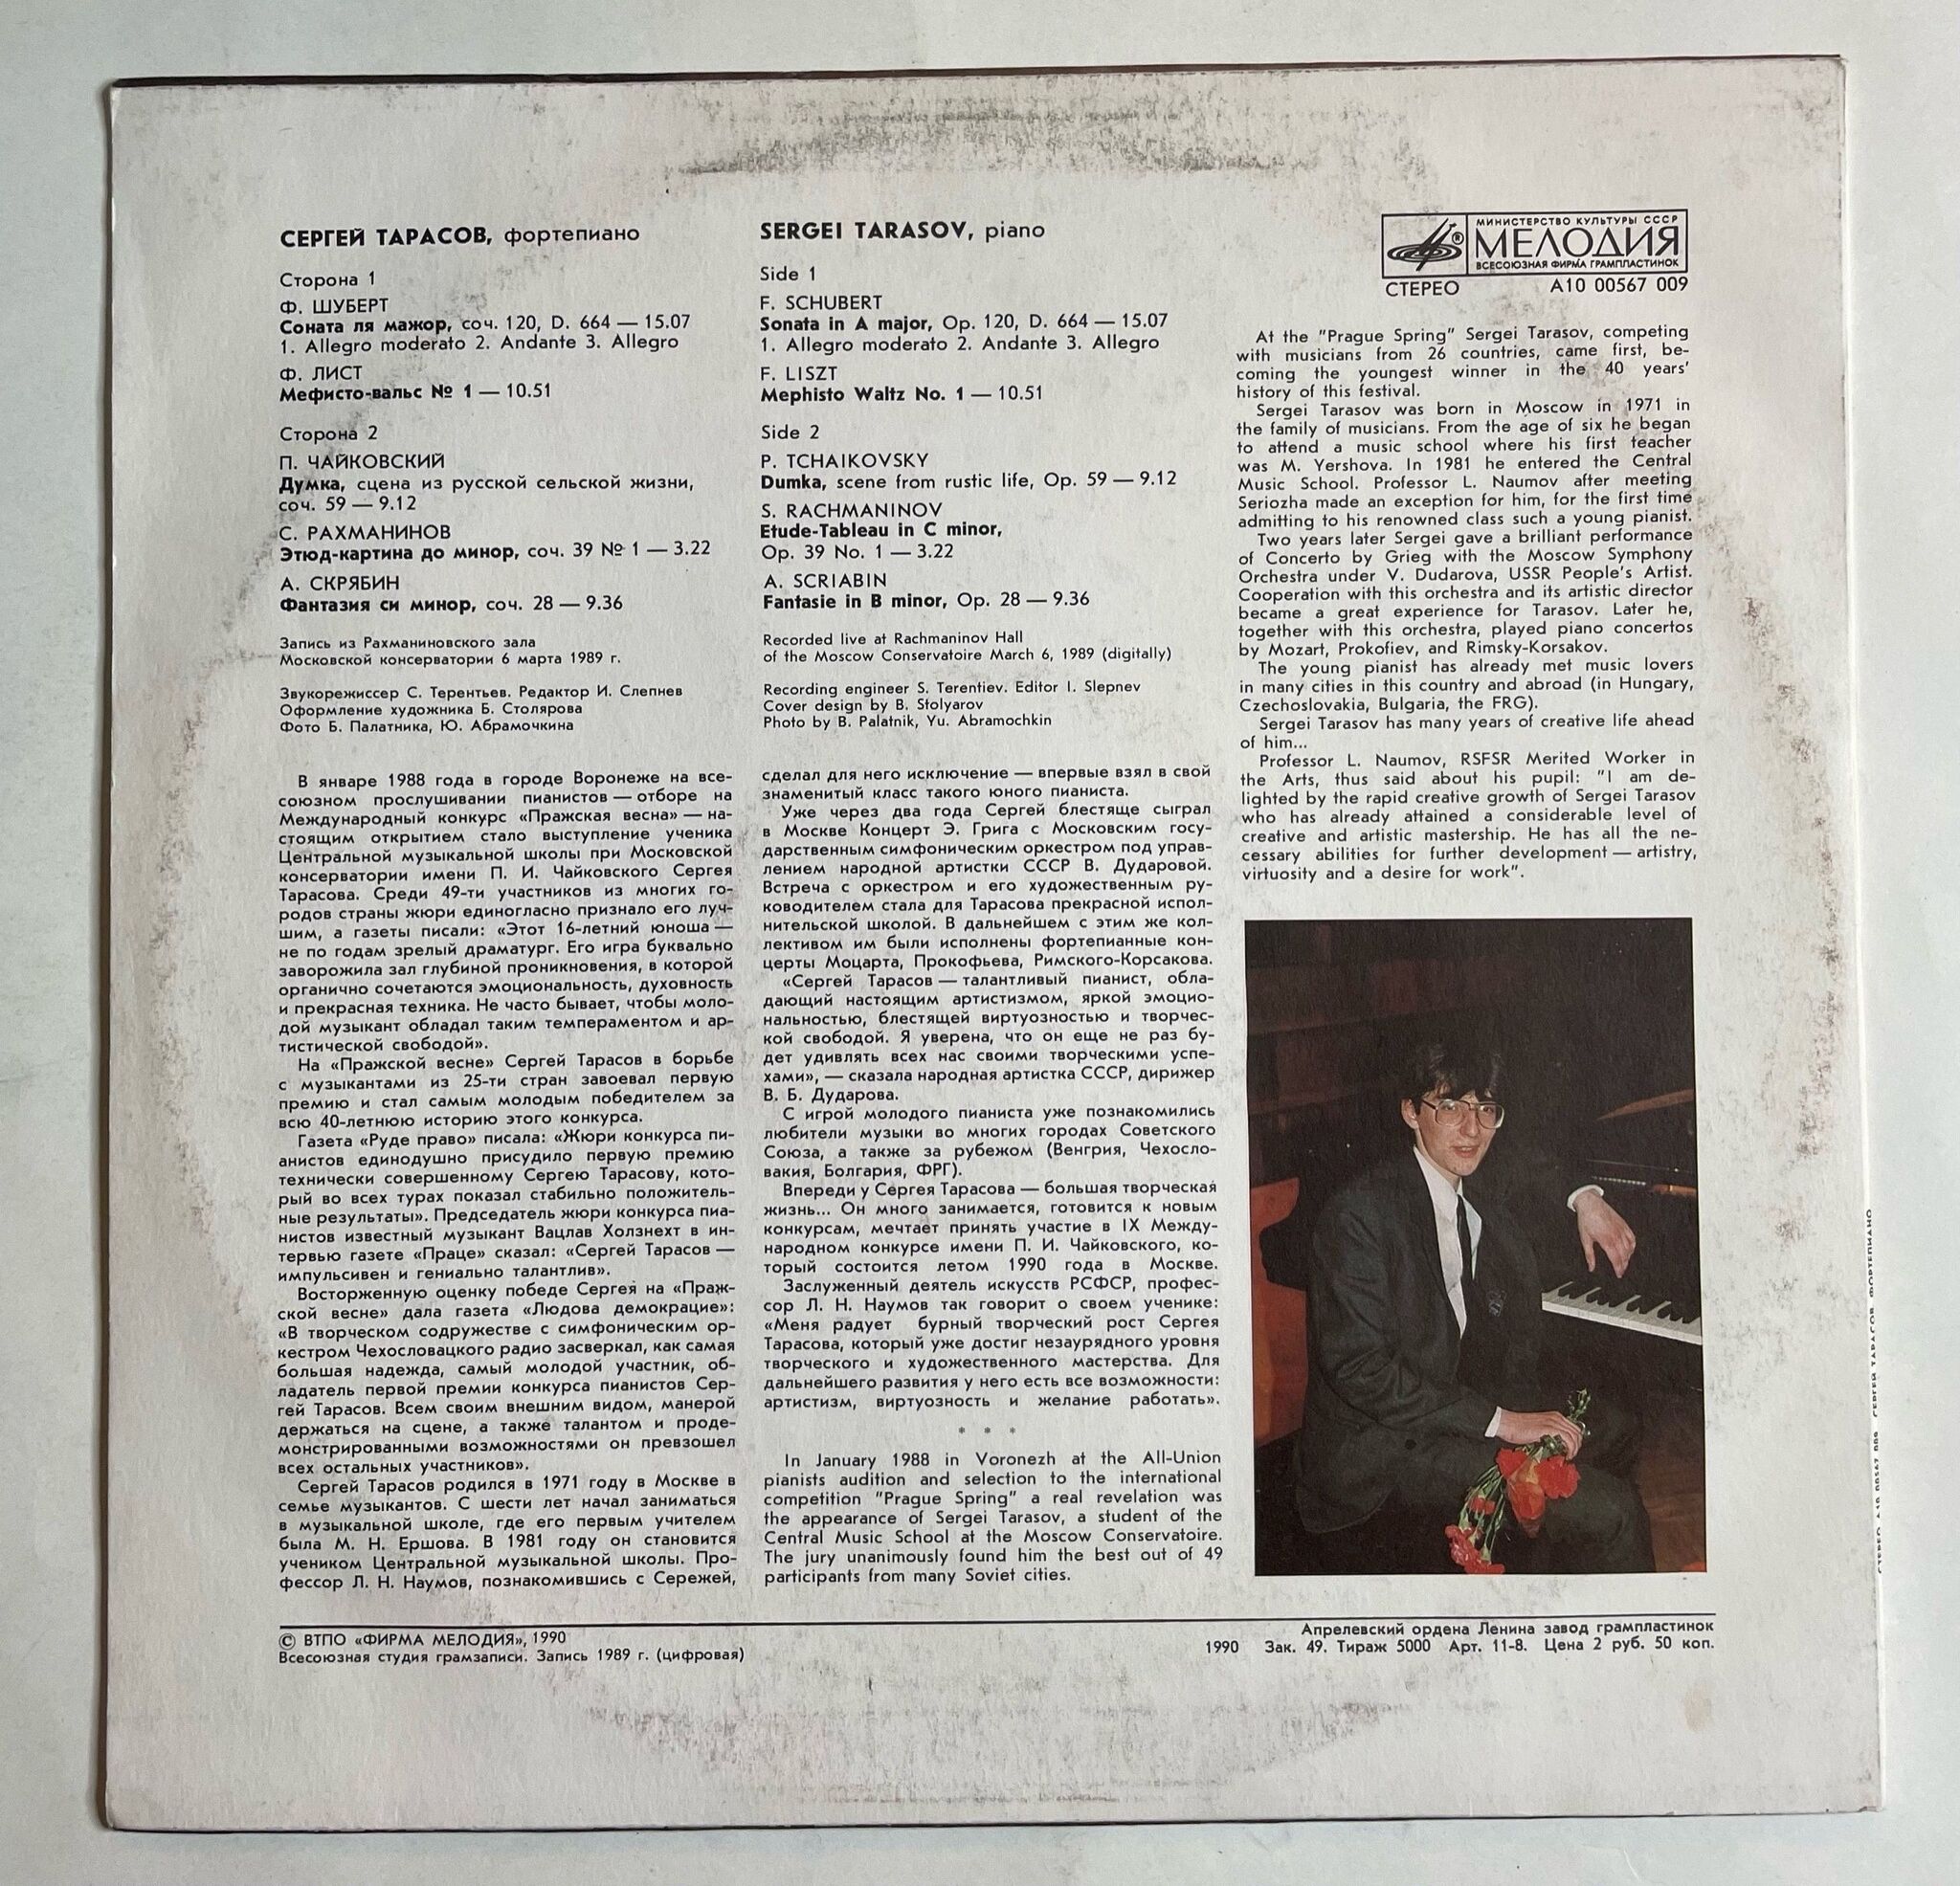 СЕРГЕЙ ТАРАСОВ, фортепиано
Сторона 1
Ф. ШУБЕРТ
Соната ля мажор, соч. 120, D. 664 — 15.07
1. Allegro moderato 2. Andante 3. Allegro
Ф. ЛИСТ
Мефисто-вальс № 1 — 10.51
Сторона 2
П. ЧАЙКОВСКИЙ
Думка, сцена из русской сельской жизни,
соч. 59 — 9.12
С. РАХМАНИНОВ
Этюд-картина до минор, соч. 39 № 1 — 3.22
А. СКРЯБИН
Фантазия си минор, соч. 28 — 9.36
Запись из Рахманиновского зала
Московской консерватории 6 марта 1989 г.
Звукорежиссер С. Терентьев. Редактор И. Слепнев
Оформление художника Б. Столярова
Фото Б. Палатника, Ю. Абрамочкина
SERGEI TARASOV, piano
Side 1
F. SCHUBERT
Sonata in A major, Op. 120, D. 664 — 15.07
1. Allegro moderato 2. Andante 3. Allegro
F. LISZT
Mephisto Waltz No. 1 — 10.51
Side 2
P. TCHAIKOVSKY
Dumka, scene from rustic life, Op. 59 — 9.12
S. RACHMANINOV
Etude-Tableau in C minor,
Op. 39 No. 1 — 3.22
A. SCRIABIN
Fantasie in B minor, Op. 28 — 9.36
Recorded live at Rachmaninov Hall
of the Moscow Conservatoire March 6, 1989 (digitally)
Recording engineer S. Terentiev. Editor I. Slepnev
Cover design by B. Stolyarov
Photo by B. Palatnik, Yu. Abramochkin
МИНИСТЕРСТВО КУЛЬТУРЫ СССР
®
МЕЛОДИЯ
ВСЕСОЮЗНАЯ ФИРМА ГРАМПЛАСТИНОК
СТЕРЕО A10 00567 009
В январе 1988 года в городе Воронеже на все-
союзном прослушивании пианистов — отборе на
Международный конкурс «Пражская весна» — на-
стоящим открытием стало выступление ученика
Центральной музыкальной школы при Московской
консерватории имени П. И. Чайковского Сергея
Тарасова. Среди 49-ти участников из многих го-
родов страны жюри единогласно признало его луч-
шим, а газеты писали: «Этот 16-летний юноша —
не по годам зрелый драматург. Его игра буквально
заворожила зал глубиной проникновения, в которой
органично сочетаются эмоциональность, духовность
и прекрасная техника. Не часто бывает, чтобы моло-
дой музыкант обладал таким темпераментом и ар-
тистической свободой».
На «Пражской весне» Сергей Тарасов в борьбе
с музыкантами из 25-ти стран завоевал первую
премию и стал самым молодым победителем за
всю 40-летнюю историю этого конкурса.
Газета «Руде право» писала: «Жюри конкурса пи-
анистов единодушно присудило первую премию
технически совершенному Сергею Тарасову, кото-
рый во всех турах показал стабильно положитель-
ные результаты». Председатель жюри конкурса пиа-
нистов известный музыкант Вацлав Холзнехт в ин-
тервью газете «Праце» сказал: «Сергей Тарасов —
импульсивен и гениально талантлив».
Восторженную оценку победе Сергея на «Праж-
ской весне» дала газета «Людова демокрацие»:
«В творческом содружестве с симфоническим ор-
кестром Чехословацкого радио засверкал, как самая
большая надежда, самый молодой участник, об-
ладатель первой премии конкурса пианистов Сер-
гей Тарасов. Всем своим внешним видом, манерой
держаться на сцене, а также талантом и проде-
монстрированными возможностями он превзошел
всех остальных участников».
Сергей Тарасов родился в 1971 году в Москве в
семье музыкантов. С шести лет начал заниматься
в музыкальной школе, где его первым учителем
была М. Н. Ершова. В 1981 году он становится
учеником Центральной музыкальной школы. Про-
фессор Л. Н. Наумов, познакомившись с Сережей,
сделал для него исключение — впервые взял в свой
знаменитый класс такого юного пианиста.
Уже через два года Сергей блестяще сыграл
в Москве Концерт Э. Грига с Московским госу-
дарственным симфоническим оркестром под управ-
лением народной артистки СССР В. Дударовой.
Встреча с оркестром и его художественным ру-
ководителем стала для Тарасова прекрасной испол-
нительской школой. В дальнейшем с этим же кол-
лективом им были исполнены фортепианные кон-
церты Моцарта, Прокофьева, Римского-Корсакова.
«Сергей Тарасов — талантливый пианист, обла-
дающий настоящим артистизмом, яркой эмоцио-
нальностью, блестящей виртуозностью и творчес-
кой свободой. Я уверена, что он еще не раз бу-
дет удивлять всех нас своими творческими успе-
хами», — сказала народная артистка СССР, дирижер
В. Б. Дударова.
С игрой молодого пианиста уже познакомились
любители музыки во многих городах Советского
Союза, а также за рубежом (Венгрия, Чехосло-
вакия, Болгария, ФРГ).
Впереди у Сергея Тарасова — большая творческая
жизнь... Он много занимается, готовится к новым
конкурсам, мечтает принять участие в IX Между-
народном конкурсе имени П. И. Чайковского, ко-
торый состоится летом 1990 года в Москве.
Заслуженный деятель искусств РСФСР, профес-
сор Л. Н. Наумов так говорит о своем ученике:
«Меня радует бурный творческий рост Сергея
Тарасова, который уже достиг незаурядного уровня
творческого и художественного мастерства. Для
дальнейшего развития у него есть все возможности:
артистизм, виртуозность и желание работать».
* * *
In January 1988 in Voronezh at the All-Union
pianists audition and selection to the international
competition "Prague Spring" a real revelation was
the appearance of Sergei Tarasov, a student of the
Central Music School at the Moscow Conservatoire.
The jury unanimously found him the best out of 49
participants from many Soviet cities.
At the "Prague Spring" Sergei Tarasov, competing
with musicians from 26 countries, came first, be-
coming the youngest winner in the 40 years'
history of this festival.
Sergei Tarasov was born in Moscow in 1971 in
the family of musicians. From the age of six he began
to attend a music school where his first teacher
was M. Yershova. In 1981 he entered the Central
Music School. Professor L. Naumov after meeting
Seriozha made an exception for him, for the first time
admitting to his renowned class such a young pianist.
Two years later Sergei gave a brilliant performance
of Concerto by Grieg with the Moscow Symphony
Orchestra under V. Dudarova, USSR People's Artist.
Cooperation with this orchestra and its artistic director
became a great experience for Tarasov. Later he,
together with this orchestra, played piano concertos
by Mozart, Prokofiev, and Rimsky-Korsakov.
The young pianist has already met music lovers
in many cities in this country and abroad (in Hungary,
Czechoslovakia, Bulgaria, the FRG).
Sergei Tarasov has many years of creative life ahead
of him...
Professor L. Naumov, RSFSR Merited Worker in
the Arts, thus said about his pupil: "I am de-
lighted by the rapid creative growth of Sergei Tarasov
who has already attained a considerable level of
creative and artistic mastership. He has all the ne-
cessary abilities for further development — artistry,
virtuosity and a desire for work".
© ВТПО «ФИРМА МЕЛОДИЯ», 1990
Всесоюзная студия грамзаписи. Запись 1989 г. (цифровая)
Апрелевский ордена Ленина завод грампластинок
1990 Зак. 49. Тираж 5000 Арт. 11-8. Цена 2 руб. 50 коп.
СТЕРЕО A10 00567 009 СЕРГЕЙ ТАРАСОВ, ФОРТЕПИАНО